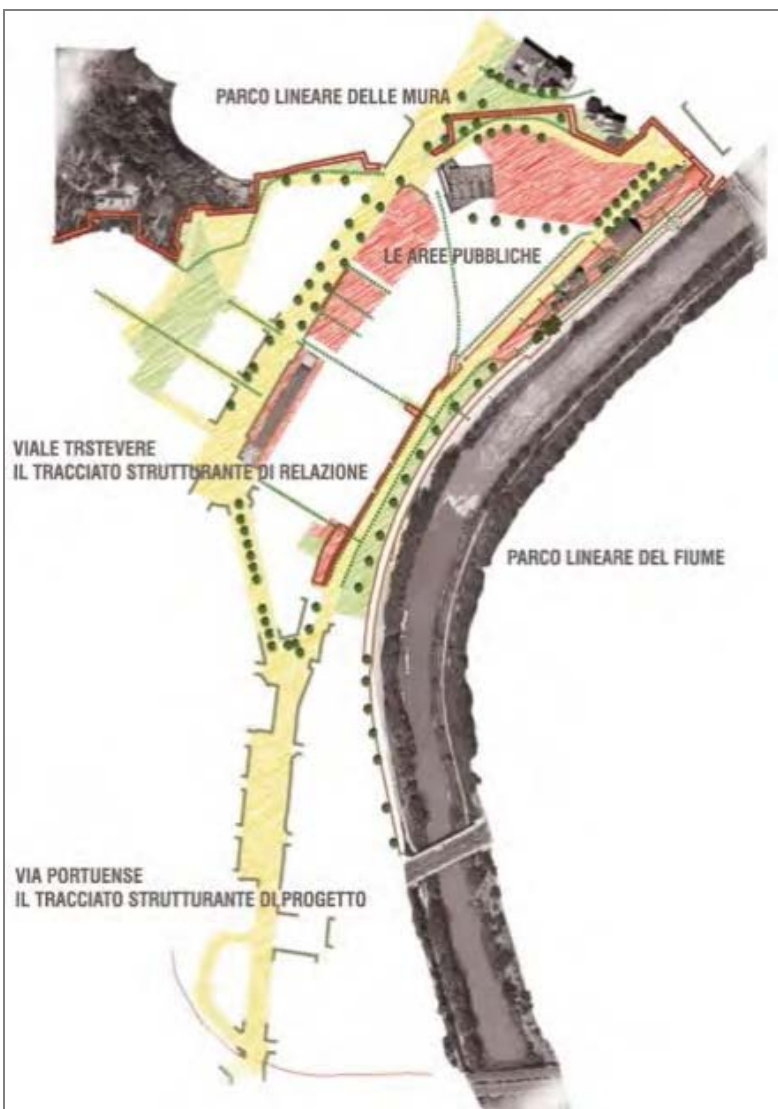 PARCO LINEARE DELLE MURA
LE AREE PUBBLICHE
VIALE TRSTEVERE
IL TRACCIATO STRUTTURANTE DI RELAZIONE
PARCO LINEARE DEL FIUME
VIA PORTUENSE
IL TRACCIATO STRUTTURANTE DI PROGETTO